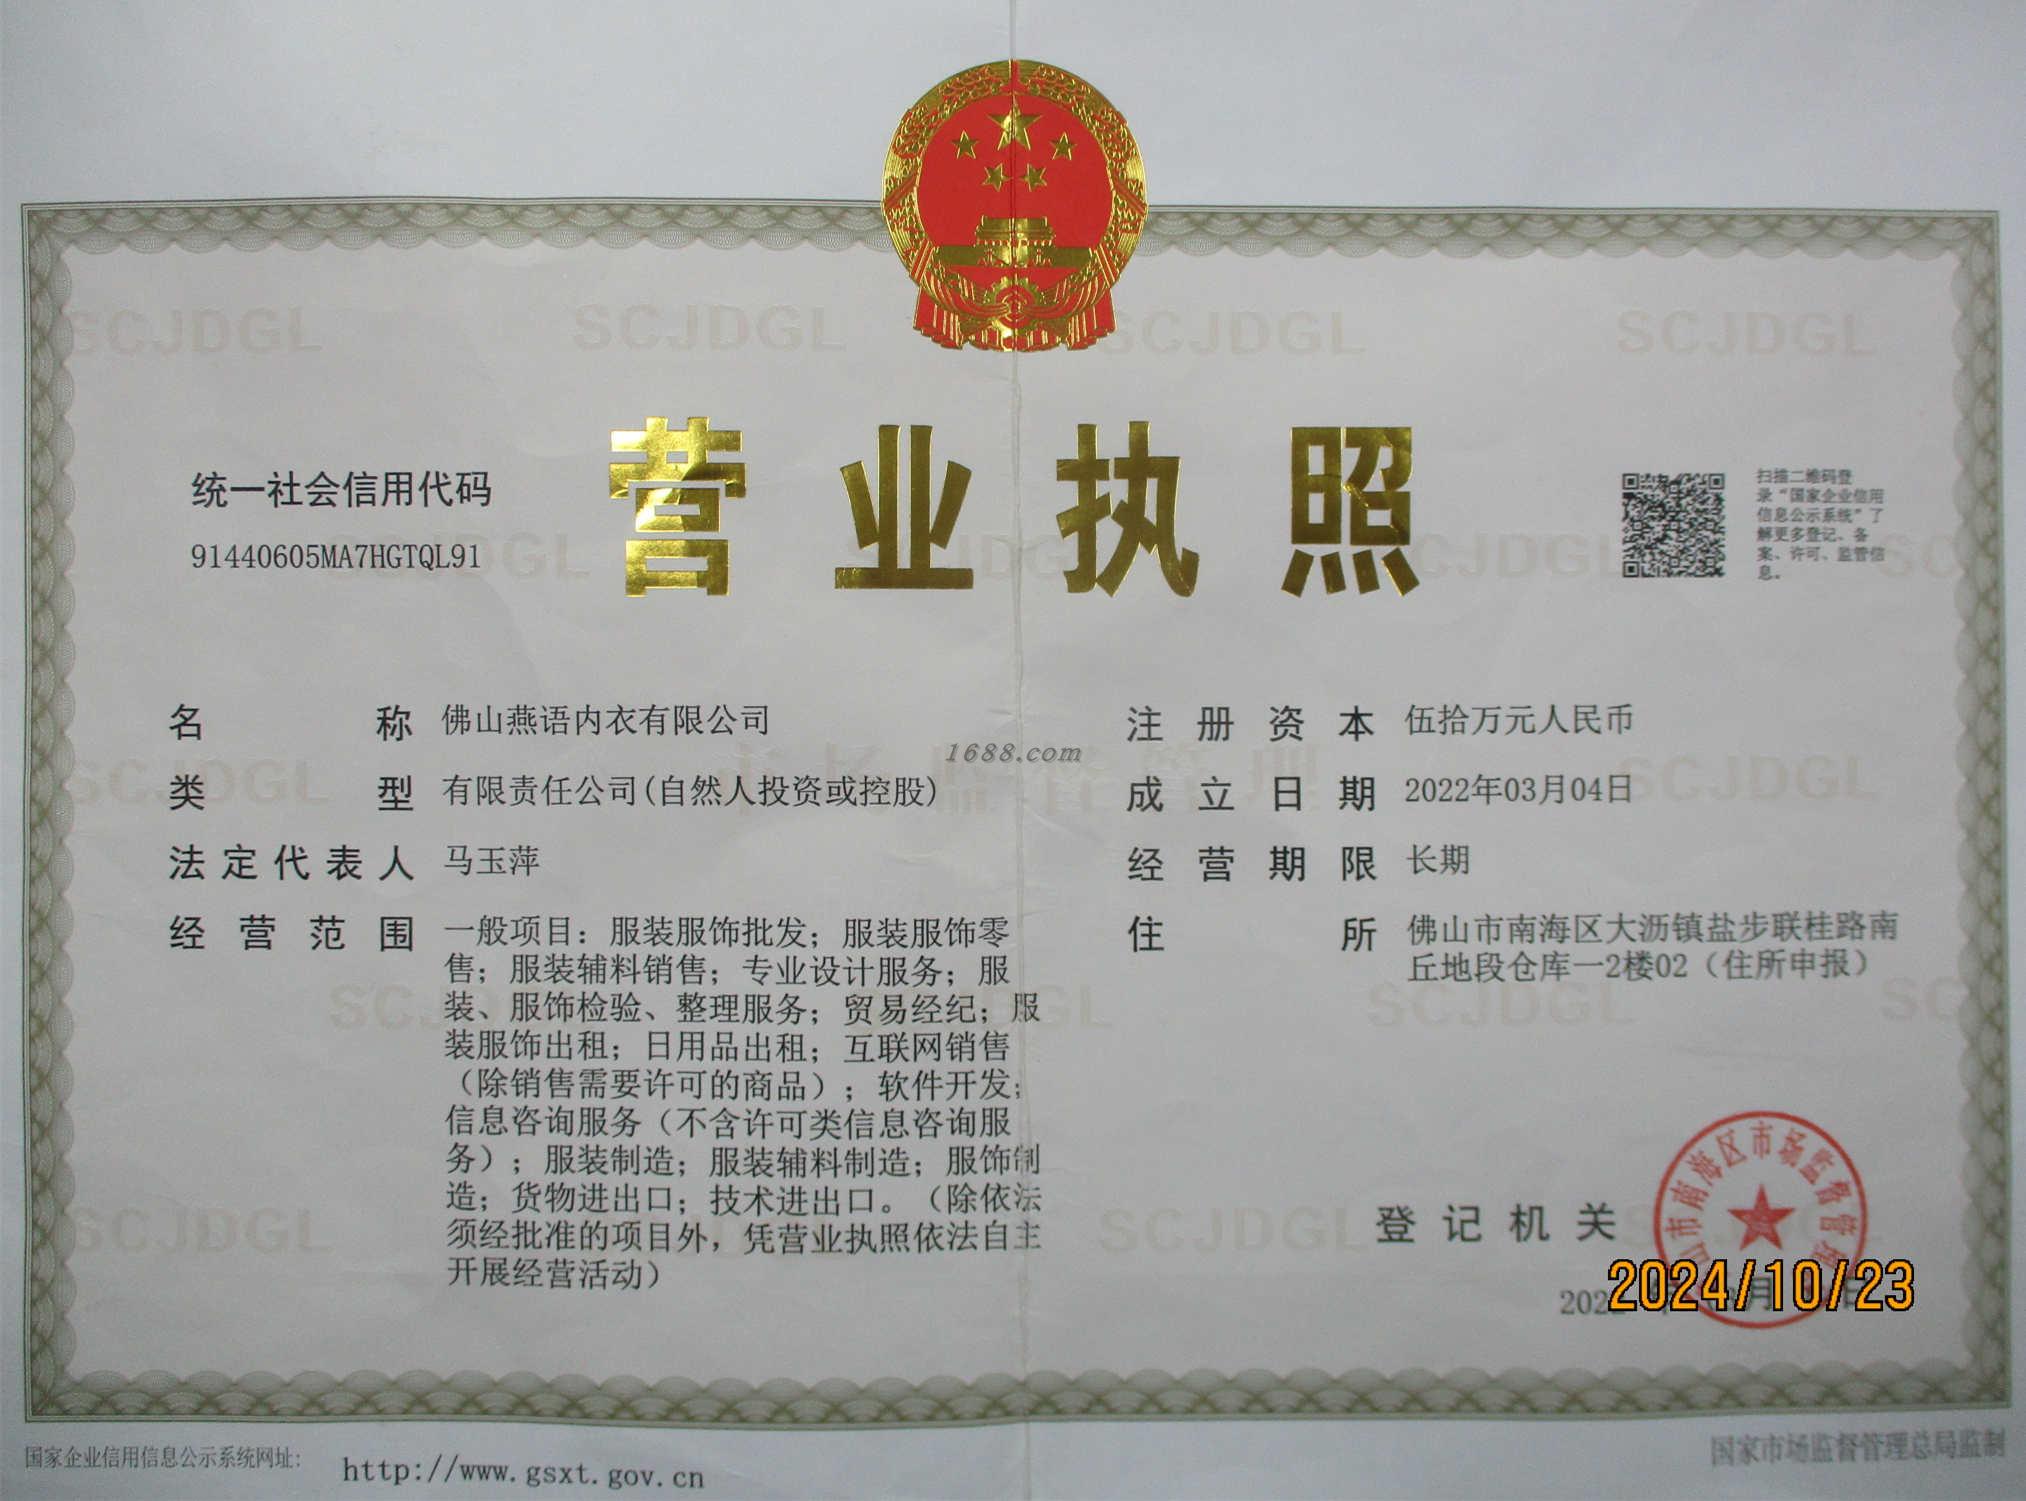 SCJDGL SCJDGL SCJDGL SCJDGL
营业执照
统一社会信用代码
91440605MA7HGTQL91
扫描二维码登
录“国家企业信用
信息公示系统”了
解更多登记、备
案、许可、监管信
息。
名称 佛山燕语内衣有限公司
类型 有限责任公司(自然人投资或控股)
法定代表人 马玉萍
经营范围 一般项目：服装服饰批发；服装服饰零
售；服装辅料销售；专业设计服务；服
装、服饰检验、整理服务；贸易经纪；服
装服饰出租；日用品出租；互联网销售
（除销售需要许可的商品）；软件开发；
信息咨询服务（不含许可类信息咨询服
务）；服装制造；服装辅料制造；服饰制
造；货物进出口；技术进出口。（除依法
须经批准的项目外，凭营业执照依法自主
开展经营活动）
1688.com
注册资本 伍拾万元人民币
成立日期 2022年03月04日
经营期限 长期
住所 佛山市南海区大沥镇盐步联桂路南
丘地段仓库一2楼02（住所申报）
登记机关
山市南海区市场监督管理
2024/10/23
国家企业信用信息公示系统网址：
http://www.gsxt.gov.cn
国家市场监督管理总局监制